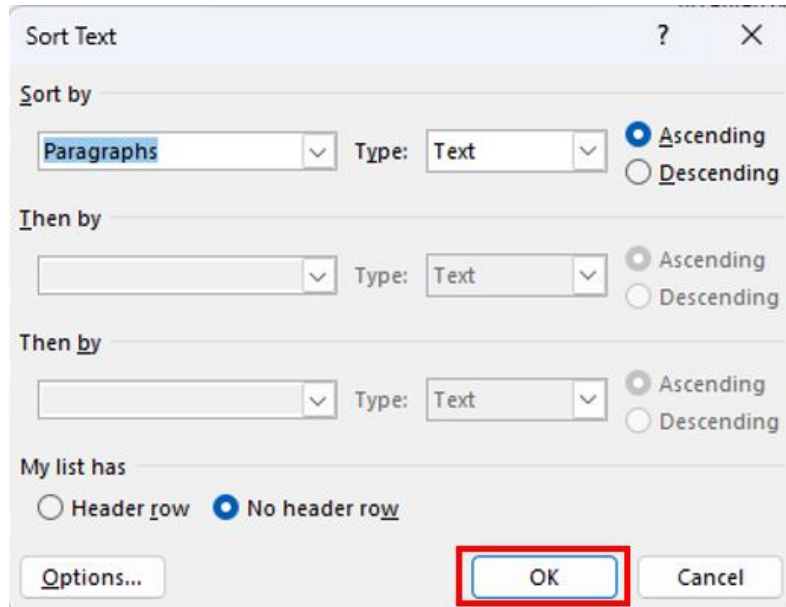 Sort Text ?
Sort by
Paragraphs Type: Text Ascending
Descending
Then by
Type: Text Ascending
Descending
Then by
Type: Text Ascending
Descending
My list has
Header row No header row
Options... OK Cancel